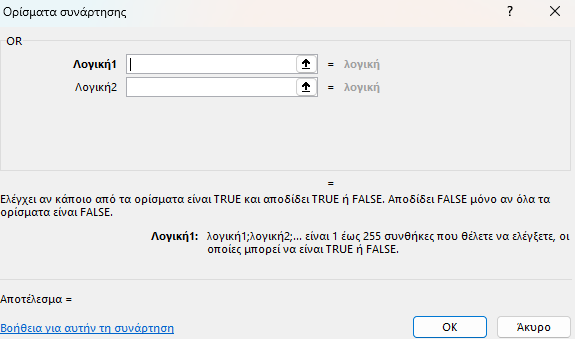 Ορίσματα συνάρτησης ? ✕
OR
Λογική1 = λογική
Λογική2 = λογική
=
Ελέγχει αν κάποιο από τα ορίσματα είναι TRUE και αποδίδει TRUE ή FALSE. Αποδίδει FALSE μόνο αν όλα τα
ορίσματα είναι FALSE.
Λογική1: λογική1;λογική2;... είναι 1 έως 255 συνθήκες που θέλετε να ελέγξετε, οι
οποίες μπορεί να είναι TRUE ή FALSE.
Αποτέλεσμα =
Βοήθεια για αυτήν τη συνάρτηση OK Άκυρο